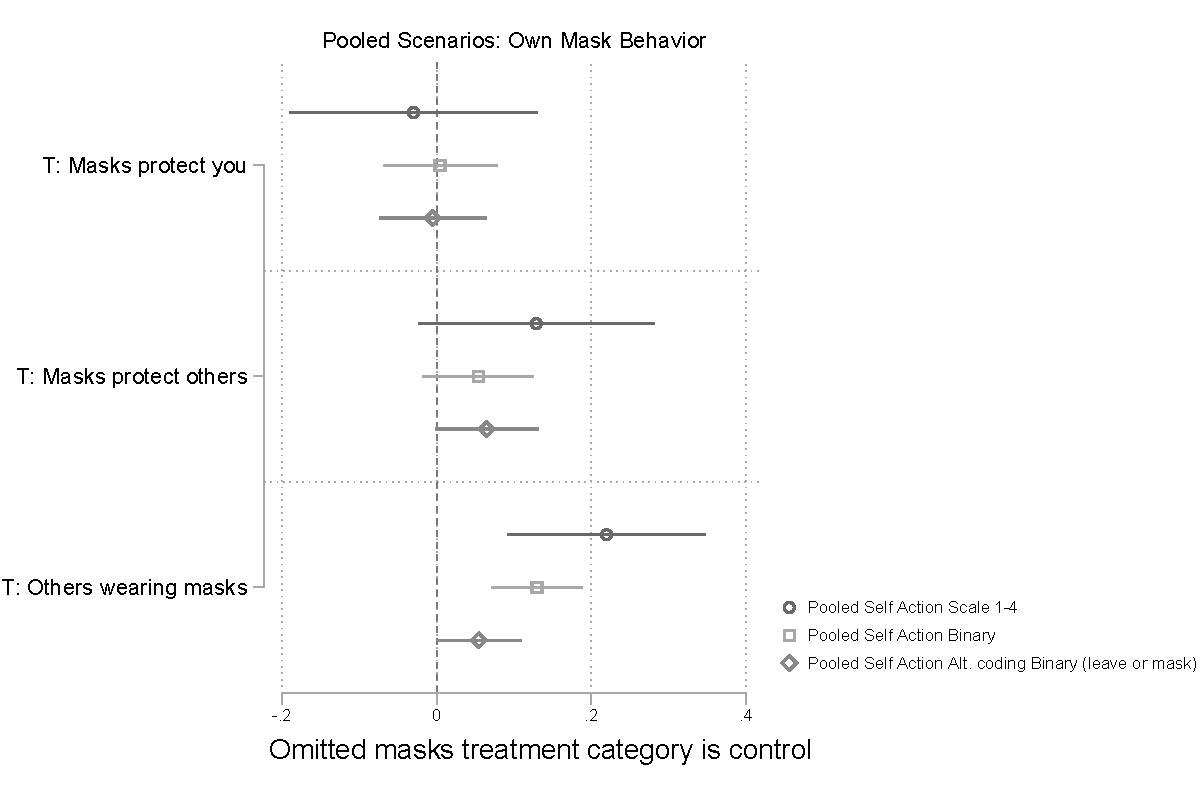 Pooled Scenarios: Own Mask Behavior
T: Masks protect you
T: Masks protect others
T: Others wearing masks
Pooled Self Action Scale 1-4
Pooled Self Action Binary
Pooled Self Action Alt. coding Binary (leave or mask)
-.2 0 .2 .4
Omitted masks treatment category is control